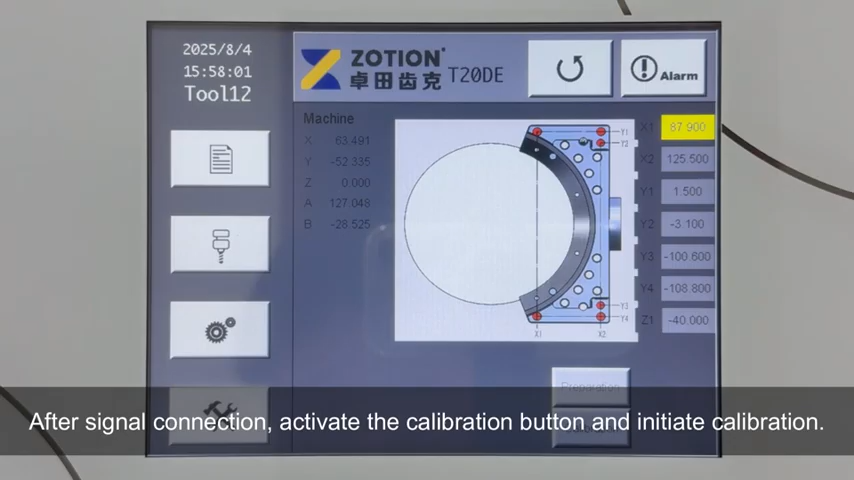 2025/8/4
15:58:01
Tool12
ZOTION
卓田齿克
T20DE
Alarm
Machine
X 63.491
Y -52.335
Z 0.000
A 127.048
B -28.525
Y1
Y2
Y3
Y4
X1 X2
X1 87.900
X2 125.500
Y1 1.500
Y2 -3.100
Y3 -100.600
Y4 -108.800
Z1 -40.000
Preparation
After signal connection, activate the calibration button and initiate calibration.